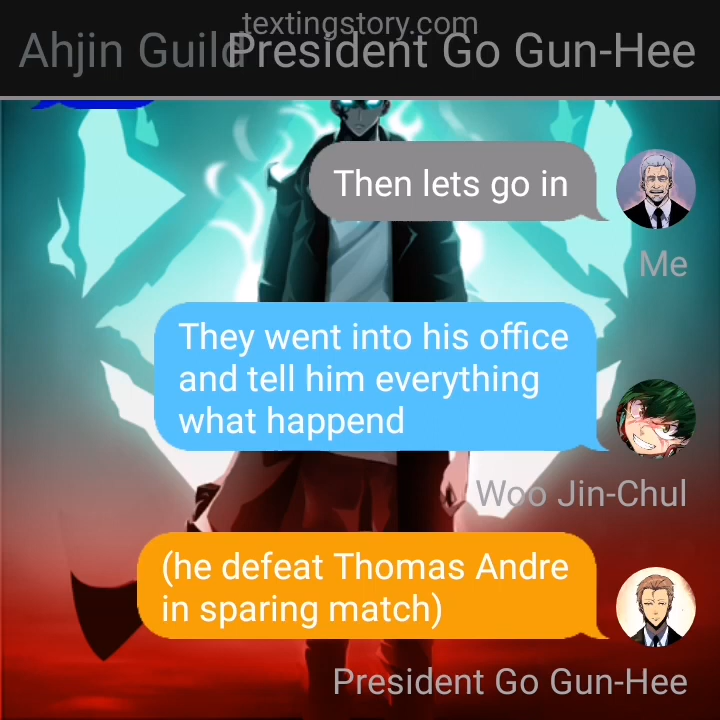 textingstory.com
Ahjin Guild
President Go Gun-Hee
Then lets go in
Me
They went into his office
and tell him everything
what happend
Woo Jin-Chul
(he defeat Thomas Andre
in sparing match)
President Go Gun-Hee